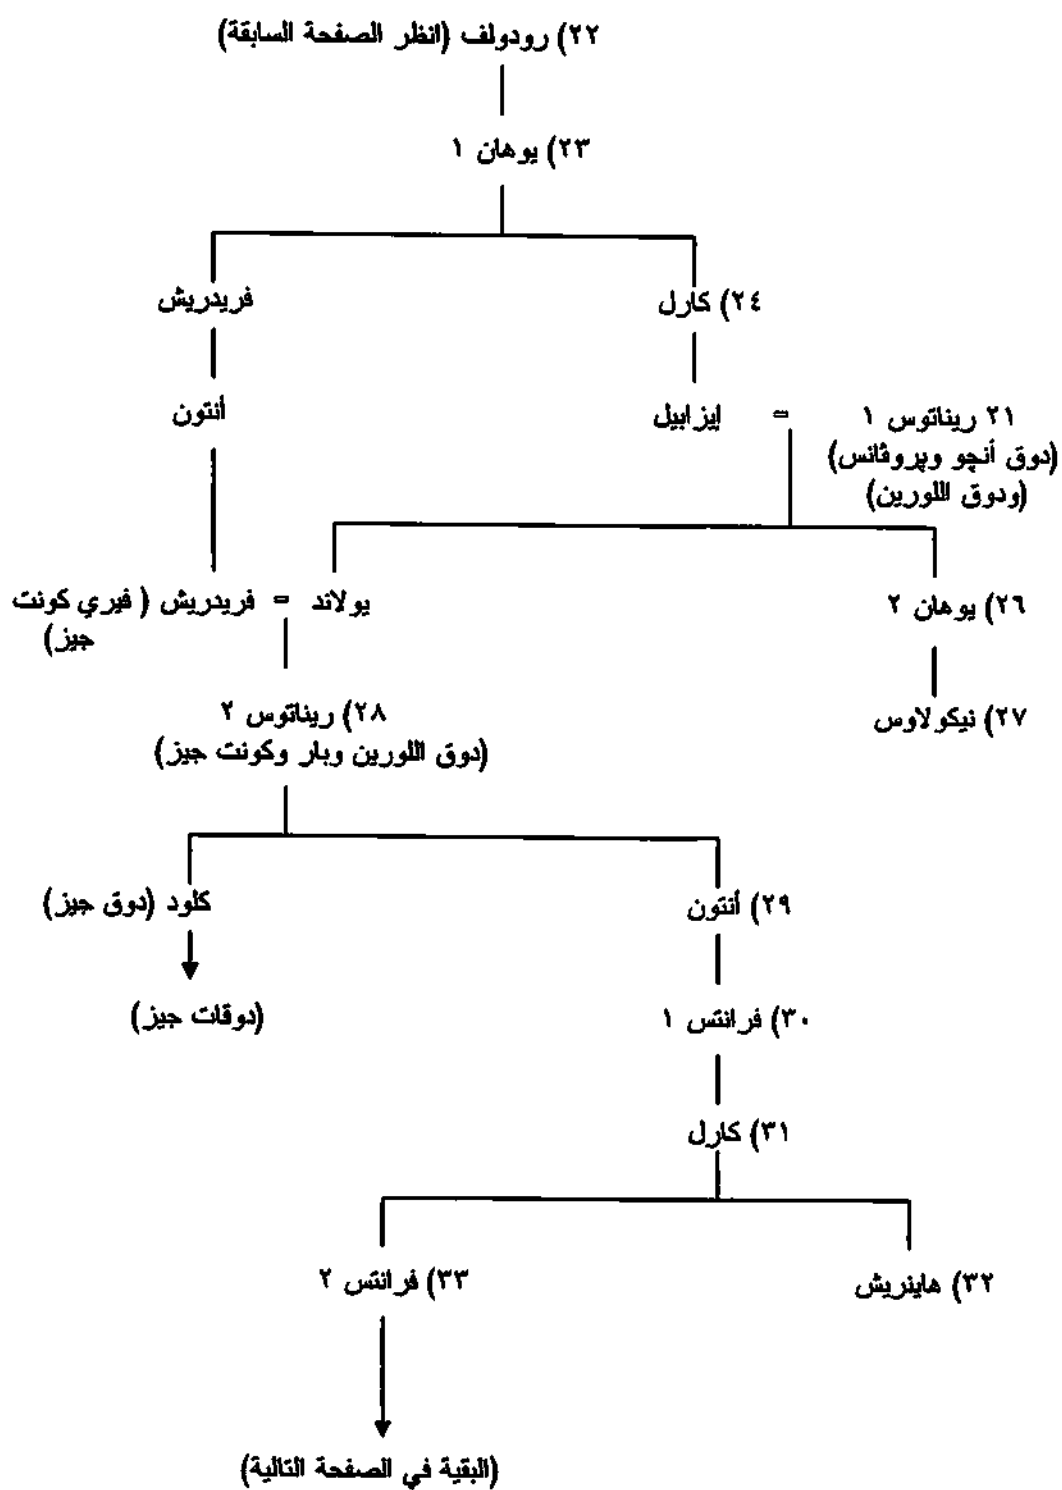 ٢٢) رودولف (انظر الصفحة السابقة)
٢٣) يوهان ١
٢٤) كارل
فريدريش
٢١ ريناتوس ١
=
إيزابيل
أنتون
(دوق أنچو وپروڤانس)
(ودوق اللورين)
٢٦) يوهان ٢
يولاند = فريدريش ( فيري كونت
جيز)
٢٧) نيكولاوس
٢٨) ريناتوس ٢
(دوق اللورين وبار وكونت جيز)
٢٩) أنتون
كلود (دوق جيز)
٣٠) فرانتس ١
(دوقات جيز)
٣١) كارل
٣٢) هاينريش
٣٣) فرانتس ٢
(البقية في الصفحة التالية)